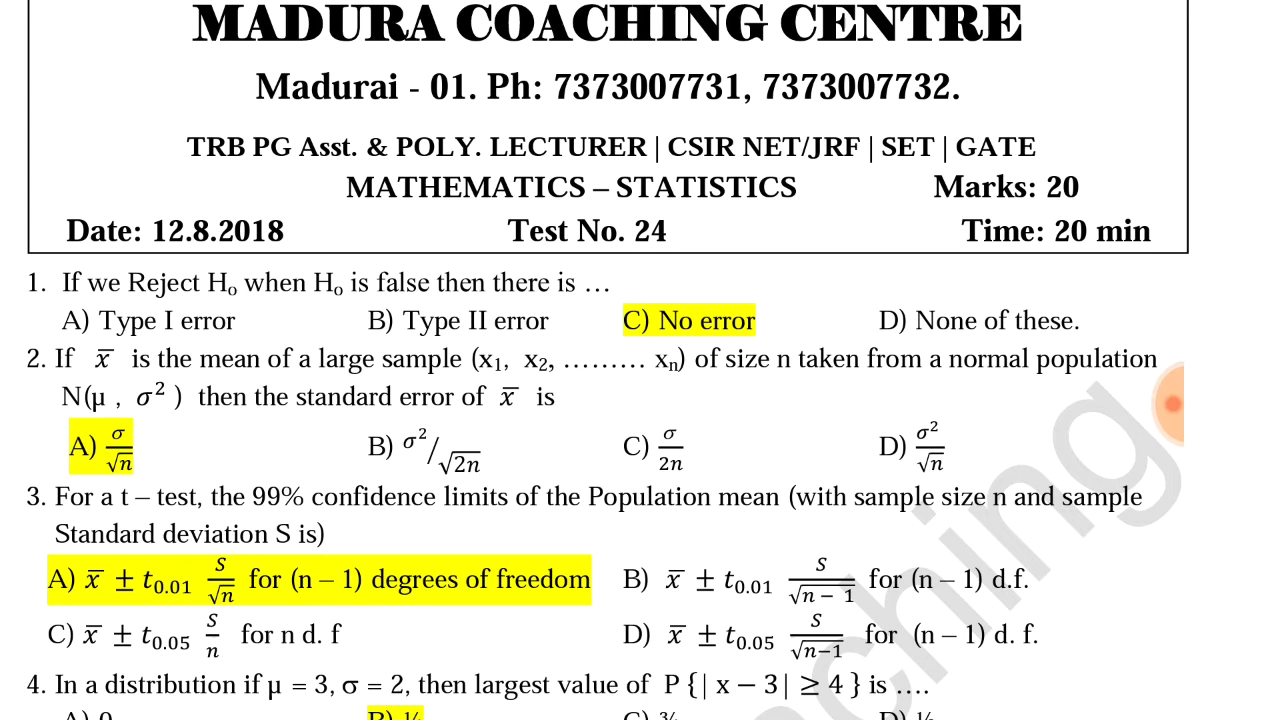 MADURA COACHING CENTRE
Madurai - 01. Ph: 7373007731, 7373007732.
TRB PG Asst. & POLY. LECTURER | CSIR NET/JRF | SET | GATE
MATHEMATICS – STATISTICS Marks: 20
Date: 12.8.2018 Test No. 24 Time: 20 min
1. If we Reject Hₒ when Hₒ is false then there is …
A) Type I error B) Type II error C) No error D) None of these.
2. If x̅ is the mean of a large sample (x₁, x₂, ……… xₙ) of size n taken from a normal population
N(μ , σ² ) then the standard error of x̅ is
A) σ/√n B) σ²/√2n C) σ/2n D) σ²/√n
3. For a t – test, the 99% confidence limits of the Population mean (with sample size n and sample
Standard deviation S is)
A) x̅ ± t₀.₀₁ S/√n for (n – 1) degrees of freedom B) x̅ ± t₀.₀₁ S/√(n – 1) for (n – 1) d.f.
C) x̅ ± t₀.₀₅ S/n for n d. f D) x̅ ± t₀.₀₅ S/√(n–1) for (n – 1) d. f.
4. In a distribution if μ = 3, σ = 2, then largest value of P { | x – 3 | ≥ 4 } is ….